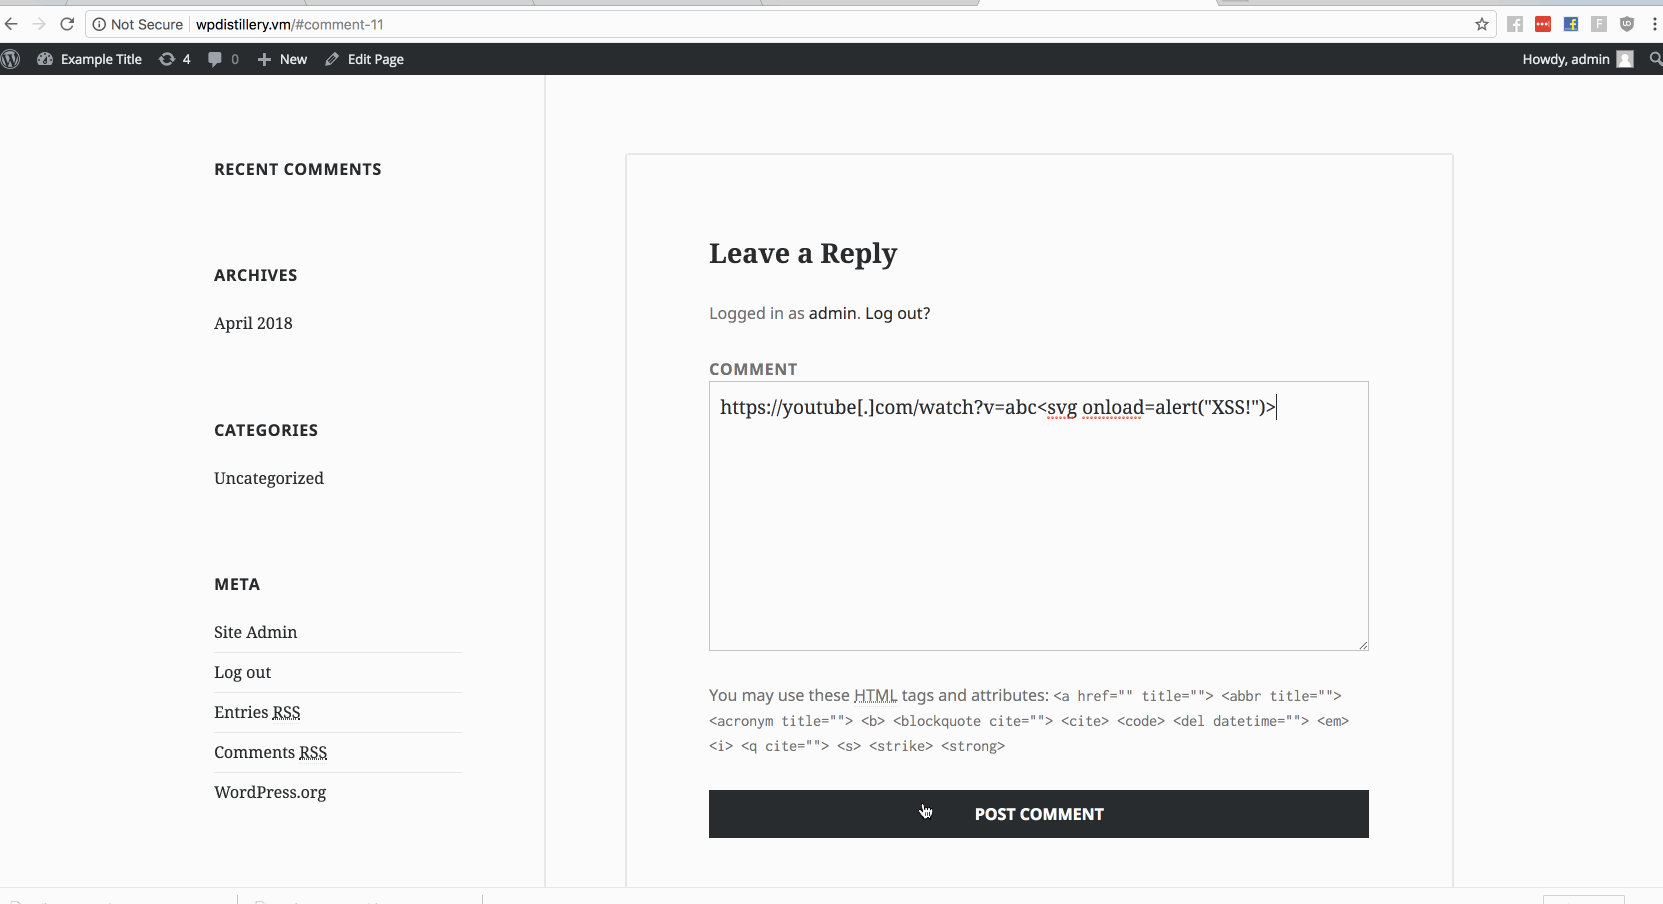 Not Secure wpdistillery.vm/#comment-11
Example Title 4 0 New Edit Page Howdy, admin
RECENT COMMENTS
ARCHIVES
April 2018
CATEGORIES
Uncategorized
META
Site Admin
Log out
Entries RSS
Comments RSS
WordPress.org
Leave a Reply
Logged in as admin. Log out?
COMMENT
https://youtube[.]com/watch?v=abc<svg onload=alert("XSS!")>
You may use these HTML tags and attributes: <a href="" title=""> <abbr title="">
<acronym title=""> <b> <blockquote cite=""> <cite> <code> <del datetime=""> <em>
<i> <q cite=""> <s> <strike> <strong>
POST COMMENT